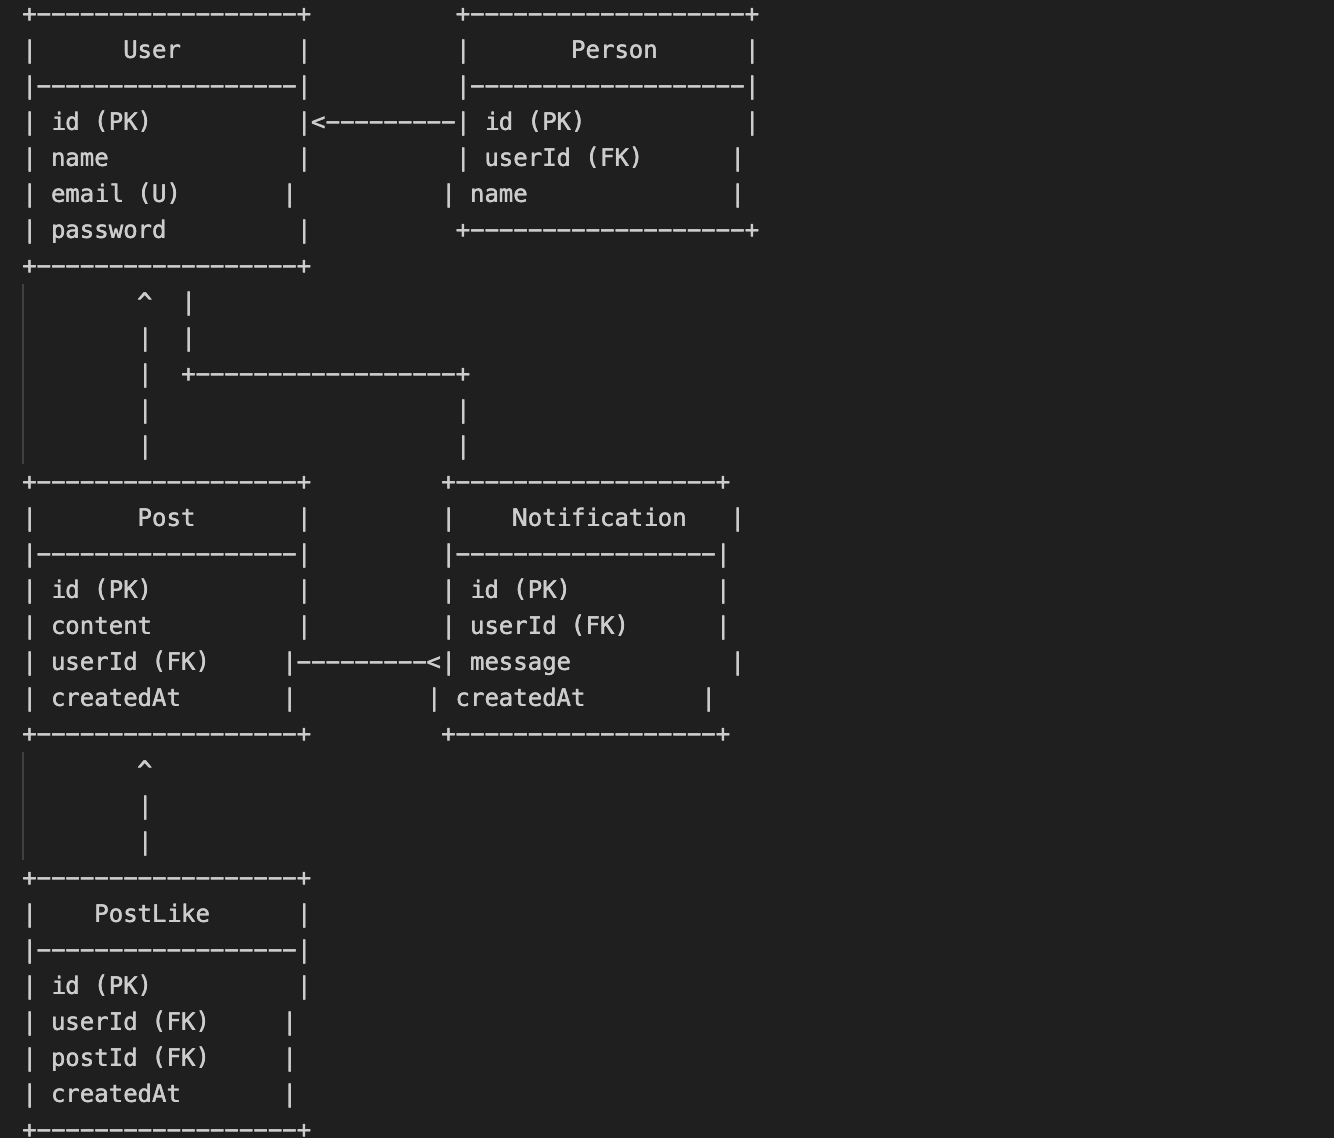 +------------------+          +-------------------+
|      User        |          |       Person      |
|------------------|          |-------------------|
| id (PK)          |<---------| id (PK)           |
| name             |          | userId (FK)      |
| email (U)       |          | name              |
| password         |          +-------------------+
+------------------+
        ^  |
        |  |
        |  +------------------+
        |                     |
        |                     |
+------------------+         +------------------+
|       Post       |         |    Notification   |
|------------------|         |------------------|
| id (PK)          |         | id (PK)          |
| content          |         | userId (FK)      |
| userId (FK)     |---------<| message           |
| createdAt       |         | createdAt        |
+------------------+         +------------------+
        ^
        |
        |
+------------------+
|    PostLike      |
|------------------|
| id (PK)          |
| userId (FK)     |
| postId (FK)     |
| createdAt       |
+------------------+